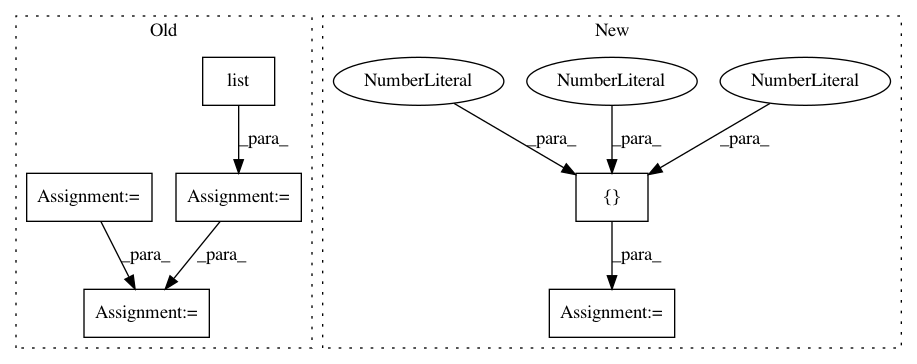 Old
New
list
NumberLiteral
NumberLiteral
NumberLiteral
_para_
_para_
_para_
_para_
Assignment:=
Assignment:=
{}
_para_
_para_
_para_
Assignment:=
Assignment:=